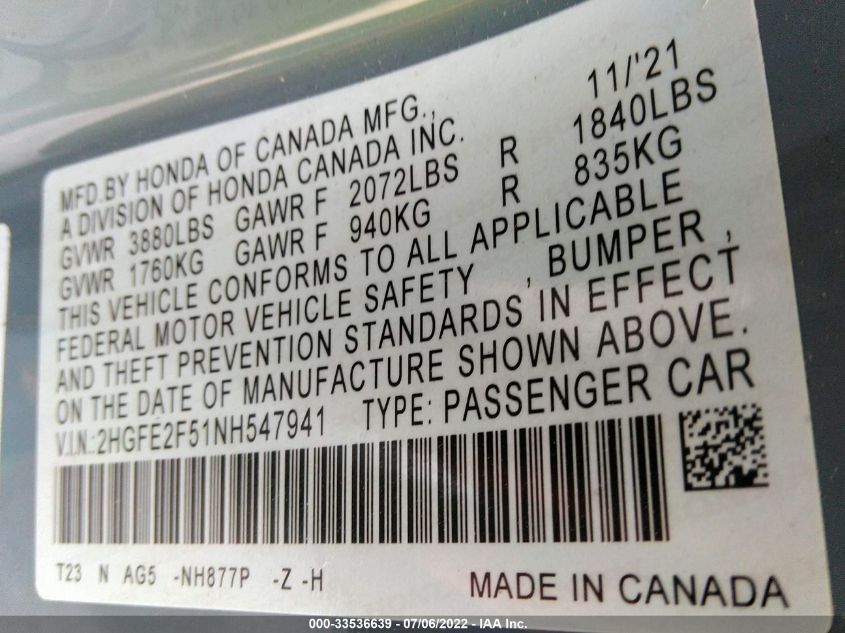 MFD.BY HONDA OF CANADA MFG., 11/'21
A DIVISION OF HONDA CANADA INC.
GVWR 3880LBS GAWR F 2072LBS R 1840LBS
GVWR 1760KG GAWR F 940KG R 835KG
THIS VEHICLE CONFORMS TO ALL APPLICABLE
FEDERAL MOTOR VEHICLE SAFETY , BUMPER ,
AND THEFT PREVENTION STANDARDS IN EFFECT
ON THE DATE OF MANUFACTURE SHOWN ABOVE.
V.I.N.:2HGFE2F51NH547941 TYPE: PASSENGER CAR
T23 N AG5 -NH877P -Z -H
MADE IN CANADA
000-33536639 - 07/06/2022 - IAA Inc.